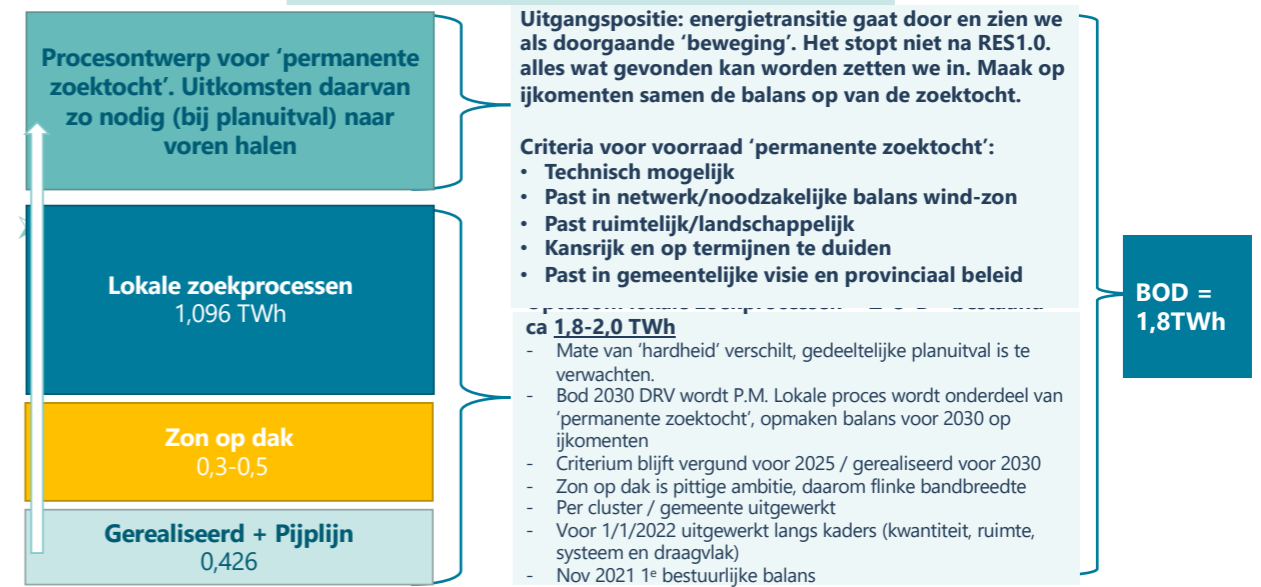 Procesontwerp voor ‘permanente
zoektocht’. Uitkomsten daarvan
zo nodig (bij planuitval) naar
voren halen
Lokale zoekprocessen
1,096 TWh
Zon op dak
0,3-0,5
Gerealiseerd + Pijplijn
0,426
Uitgangspositie: energietransitie gaat door en zien we
als doorgaande ‘beweging’. Het stopt niet na RES1.0.
alles wat gevonden kan worden zetten we in. Maak op
ijkomenten samen de balans op van de zoektocht.
Criteria voor voorraad ‘permanente zoektocht’:
• Technisch mogelijk
• Past in netwerk/noodzakelijke balans wind-zon
• Past ruimtelijk/landschappelijk
• Kansrijk en op termijnen te duiden
• Past in gemeentelijke visie en provinciaal beleid
ca 1,8-2,0 TWh
- Mate van ‘hardheid’ verschilt, gedeeltelijke planuitval is te
verwachten.
- Bod 2030 DRV wordt P.M. Lokale proces wordt onderdeel van
‘permanente zoektocht’, opmaken balans voor 2030 op
ijkomenten
- Criterium blijft vergund voor 2025 / gerealiseerd voor 2030
- Zon op dak is pittige ambitie, daarom flinke bandbreedte
- Per cluster / gemeente uitgewerkt
- Voor 1/1/2022 uitgewerkt langs kaders (kwantiteit, ruimte,
systeem en draagvlak)
- Nov 2021 1e bestuurlijke balans
BOD =
1,8TWh